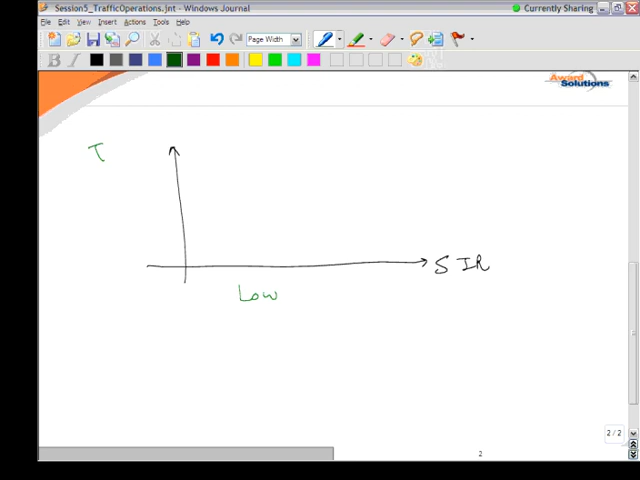 Session5_TrafficOperations.jnt - Windows Journal
Currently Sharing
File Edit View Insert Actions Tools Help
Page Width
B I
Award
Solutions
T
SIR
Low
2 / 2
2